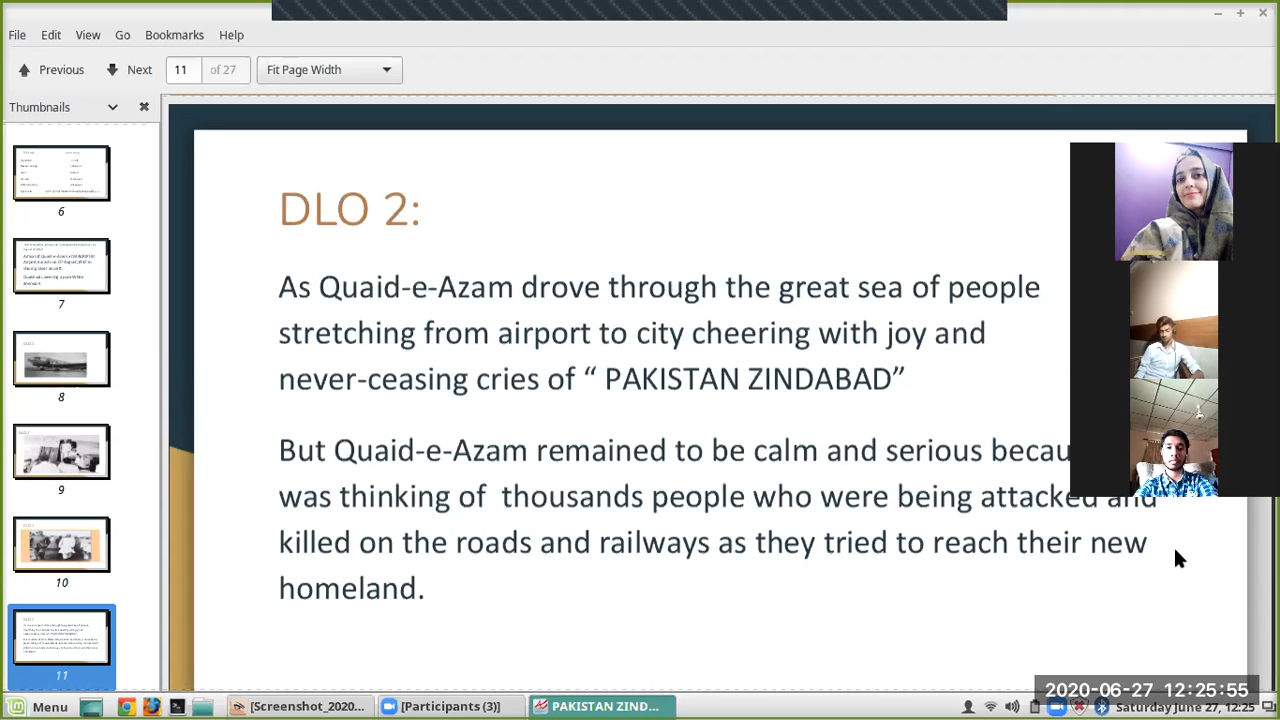 File Edit View Go Bookmarks Help
Previous Next 11 of 27 Fit Page Width
Thumbnails
6
7
8
9
10
11
DLO 2:
As Quaid-e-Azam drove through the great sea of people
stretching from airport to city cheering with joy and
never-ceasing cries of “ PAKISTAN ZINDABAD”
But Quaid-e-Azam remained to be calm and serious becau
was thinking of thousands people who were being attacked and
killed on the roads and railways as they tried to reach their new
homeland.
2020-06-27 12:25:55
Menu [Screenshot_2020... [Participants (3)] PAKISTAN ZIND... Saturday June 27, 12:25